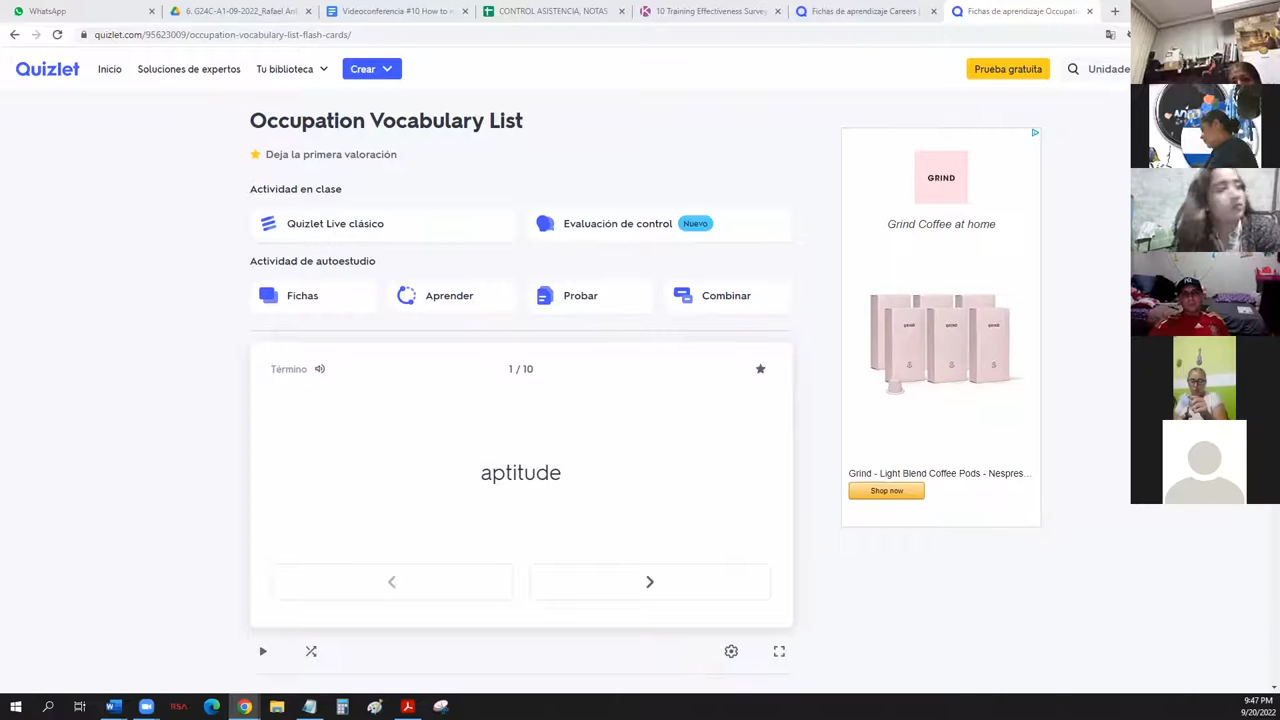 WhatsApp
6. G24C-A1-09-2022_Rafael Anl
Videoconferencia #10 How to n
CONTROL ASISTENCIA, NOTAS
10 Training Effectiveness Survey
Fichas de aprendizaje Careers |
Fichas de aprendizaje Occupati
quizlet.com/95623009/occupation-vocabulary-list-flash-cards/
Quizlet
Inicio
Soluciones de expertos
Tu biblioteca
Crear
Prueba gratuita
Unidade
Occupation Vocabulary List
Deja la primera valoración
Actividad en clase
Quizlet Live clásico
Evaluación de control
Nuevo
Actividad de autoestudio
Fichas
Aprender
Probar
Combinar
Término
1 / 10
aptitude
GRIND
Grind Coffee at home
Grind - Light Blend Coffee Pods - Nespres...
Shop now
RSA
9:47 PM
9/20/2022